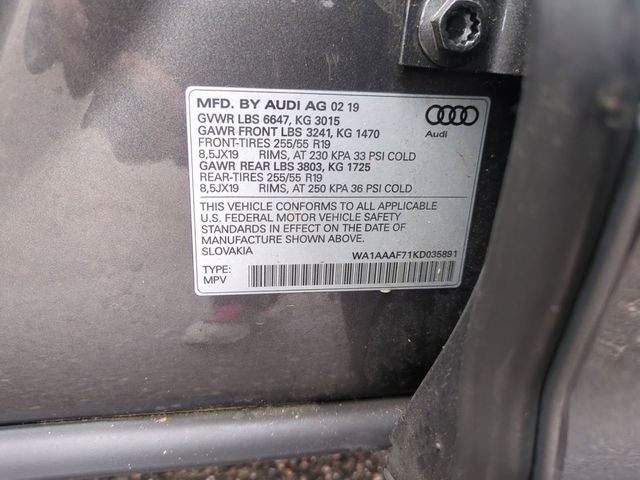 MFD. BY AUDI AG 02 19
GVWR LBS 6647, KG 3015
GAWR FRONT LBS 3241, KG 1470
FRONT-TIRES 255/55 R19
8,5JX19 RIMS, AT 230 KPA 33 PSI COLD
GAWR REAR LBS 3803, KG 1725
REAR-TIRES 255/55 R19
8,5JX19 RIMS, AT 250 KPA 36 PSI COLD
Audi
THIS VEHICLE CONFORMS TO ALL APPLICABLE
U.S. FEDERAL MOTOR VEHICLE SAFETY
STANDARDS IN EFFECT ON THE DATE OF
MANUFACTURE SHOWN ABOVE.
SLOVAKIA WA1AAAF71KD035891
TYPE:
MPV